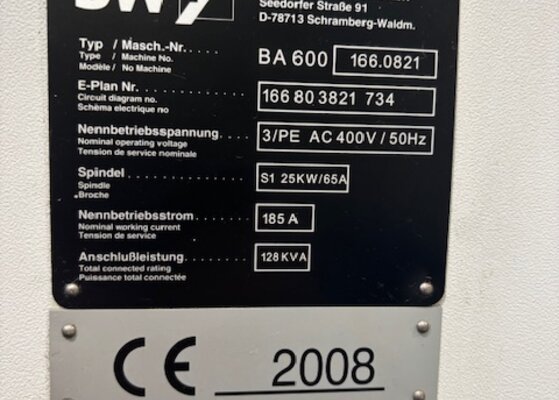 Seedorfer Straße 91
D-78713 Schramberg-Waldm.
Typ / Masch.-Nr. BA 600 166.0821
Type / Machine No.
Modèle / No Machine
E-Plan Nr. 166 80 3821 734
Circuit diagram no.
Schéma electrique no
Nennbetriebsspannung 3/PE AC 400V / 50Hz
Nominal operating voltage
Tension de service nominale
Spindel S1 25KW/65A
Spindle
Broche
Nennbetriebsstrom 185 A
Nominal working current
Tension de service
Anschlußleistung 128 KVA
Total connected rating
Puissance total connectée
CE 2008